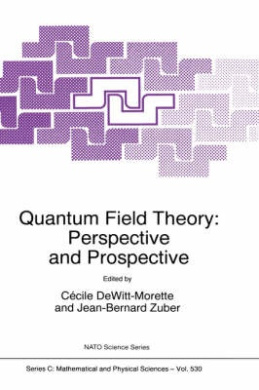 Quantum Field Theory:
Perspective
and Prospective
Edited by
Cécile DeWitt-Morette
and Jean-Bernard Zuber
NATO Science Series
Series C: Mathematical and Physical Sciences – Vol. 530